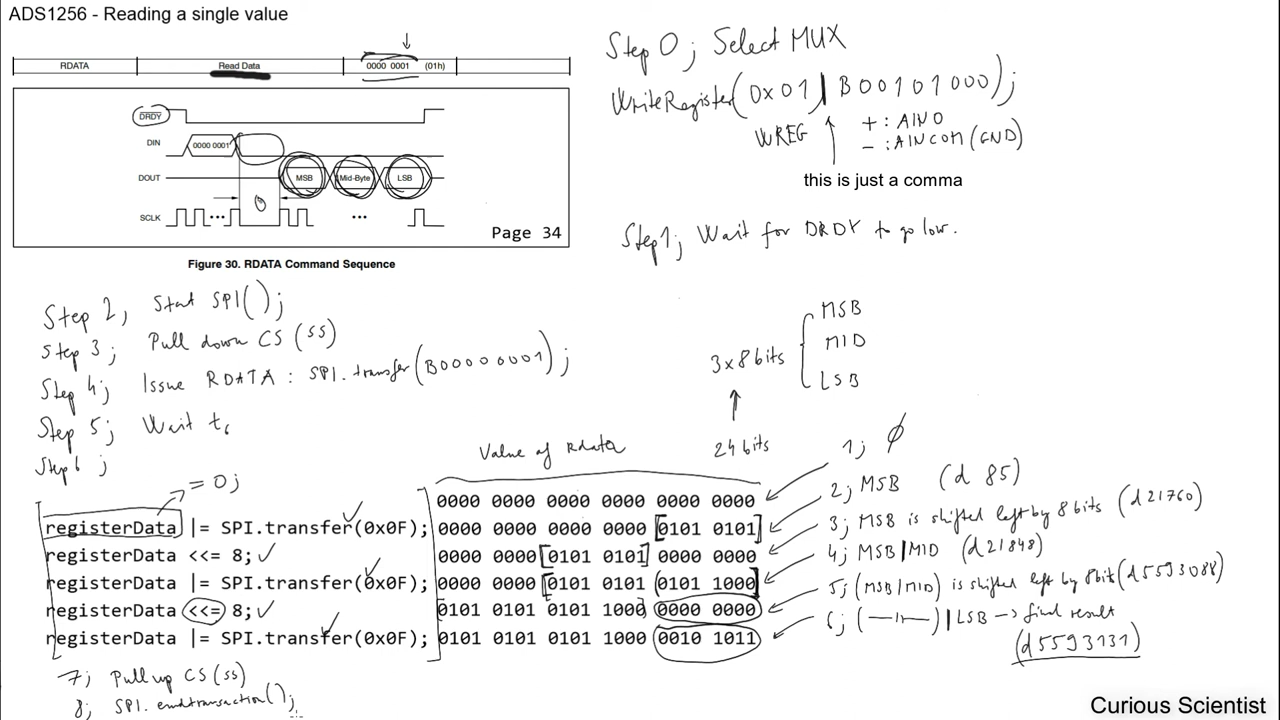 ADS1256 - Reading a single value
RDATA Read Data 0000 0001 (01h)
DRDY
DIN 0000 0001
DOUT MSB Mid-Byte LSB
SCLK ••• •••
Page 34
Figure 30. RDATA Command Sequence
Step 0; Select MUX
WriteRegister(0x01 | B00101000);
WREG
+ : AIN0
- : AINCOM (GND)
this is just a comma
Step 1; Wait for DRDY to go low.
Step 2; Start SPI();
Step 3; Pull down CS (SS)
Step 4; Issue RDATA : SPI.transfer(B00000001);
Step 5; Wait t6
Step 6;
3x8bits
MSB
MID
LSB
24 bits
= 0;
Value of Rdata
registerData |= SPI.transfer(0x0F);
registerData <<= 8;
registerData |= SPI.transfer(0x0F);
registerData <<= 8;
registerData |= SPI.transfer(0x0F);
0000 0000 0000 0000 0000 0000
0000 0000 0000 0000 [0101 0101]
0000 0000 [0101 0101] 0000 0000
0000 0000 [0101 0101 (0101 1000]
[0101 0101 0101 1000] 0000 0000
0101 0101 0101 1000 0010 1011
1; ∅
2; MSB (d 85)
3; MSB is shifted left by 8 bits (d21760)
4; MSB/MID (d21848)
5; (MSB/MID) is shifted left by 8bit (d5593088)
6; (—11—) | LSB → final result
(d5593131)
7; Pull up CS (SS)
8; SPI.endtransaction();
Curious Scientist